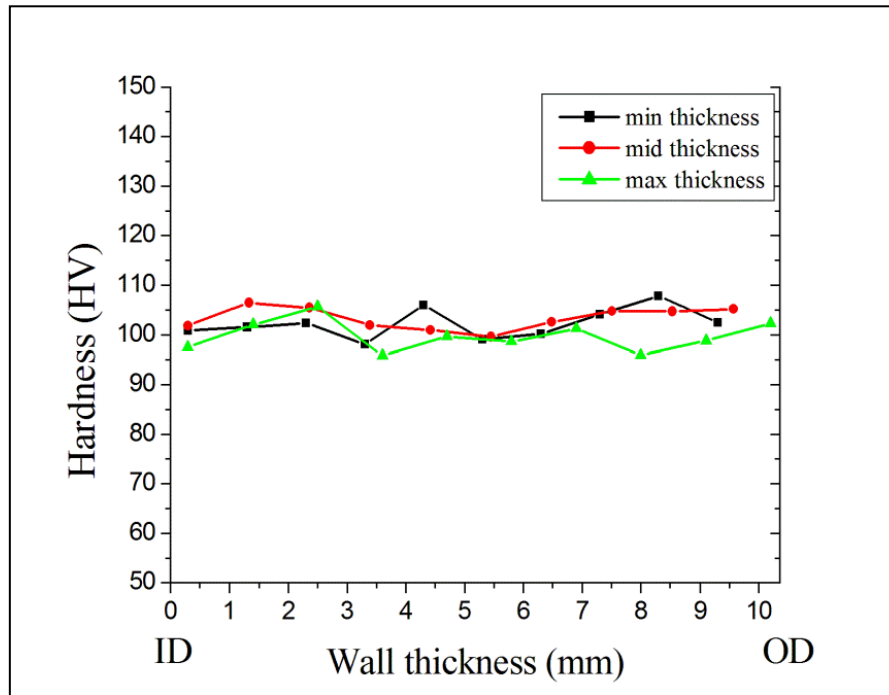 150
140
130
120
110
100
90
80
70
60
50
Hardness (HV)
min thickness
mid thickness
max thickness
0 1 2 3 4 5 6 7 8 9 10
ID Wall thickness (mm) OD